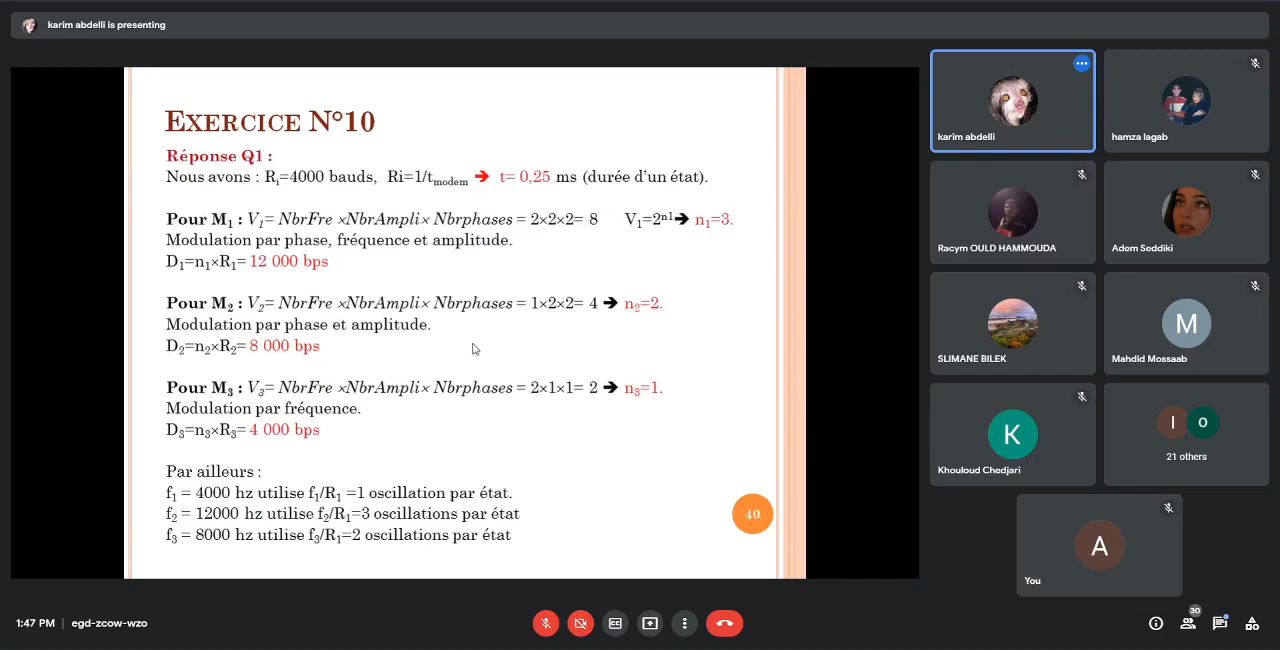 karim abdelli is presenting
EXERCICE N°10
Réponse Q1 :
Nous avons : Ri=4000 bauds, Ri=1/tmodem ➔ t= 0,25 ms (durée d'un état).
Pour M1 : V1= NbrFre ×NbrAmpli× Nbrphases = 2×2×2= 8 V1=2n1➔ n1=3.
Modulation par phase, fréquence et amplitude.
D1=n1×R1= 12 000 bps
Pour M2 : V2= NbrFre ×NbrAmpli× Nbrphases = 1×2×2= 4 ➔ n2=2.
Modulation par phase et amplitude.
D2=n2×R2= 8 000 bps
Pour M3 : V3= NbrFre ×NbrAmpli× Nbrphases = 2×1×1= 2 ➔ n3=1.
Modulation par fréquence.
D3=n3×R3= 4 000 bps
Par ailleurs :
f1 = 4000 hz utilise f1/R1 =1 oscillation par état.
f2 = 12000 hz utilise f2/R1=3 oscillations par état
f3 = 8000 hz utilise f3/R1=2 oscillations par état
40
karim abdelli
hamza lagab
Racym OULD HAMMOUDA
Adem Seddiki
SLIMANE BILEK
M
Mahdid Mossaab
K
Khouloud Chedjari
I o
21 others
A
You
1:47 PM | egd-zcow-wzo
30